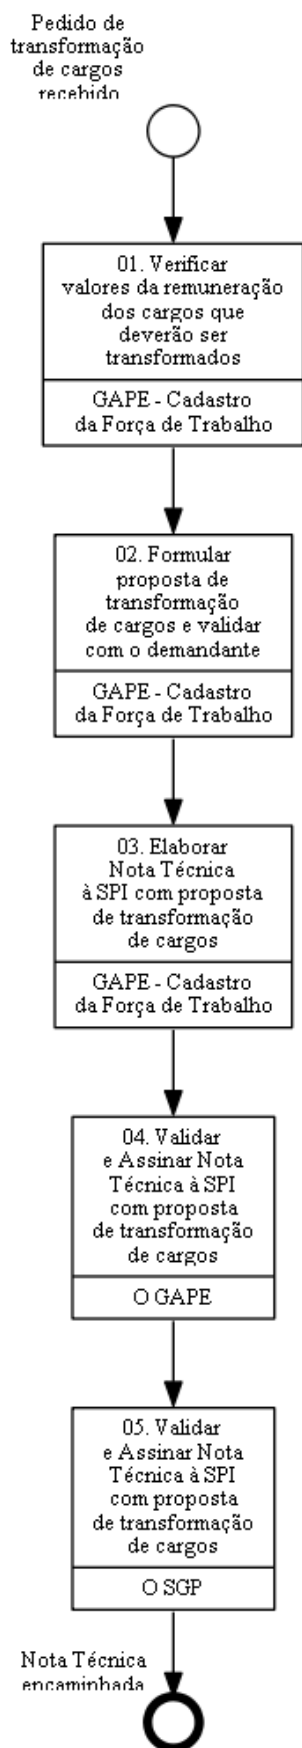 Pedido de
transformação
de cargos
recebido
01. Verificar
valores da remuneração
dos cargos que
deverão ser
transformados
GAPE - Cadastro
da Força de Trabalho
02. Formular
proposta de
transformação
de cargos e validar
com o demandante
GAPE - Cadastro
da Força de Trabalho
03. Elaborar
Nota Técnica
à SPI com proposta
de transformação
de cargos
GAPE - Cadastro
da Força de Trabalho
04. Validar
e Assinar Nota
Técnica à SPI
com proposta
de transformação
de cargos
O GAPE
05. Validar
e Assinar Nota
Técnica à SPI
com proposta
de transformação
de cargos
O SGP
Nota Técnica
encaminhada